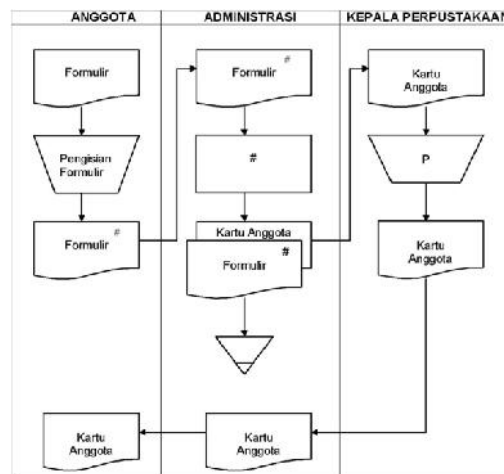 ANGGOTA
ADMINISTRASI
KEPALA PERPUSTAKAAN
Formulir
Formulir #
Kartu
Anggota
Pengisian
Formulir
#
P
Formulir #
Kartu Anggota
Formulir #
Kartu
Anggota
Kartu
Anggota
Kartu
Anggota